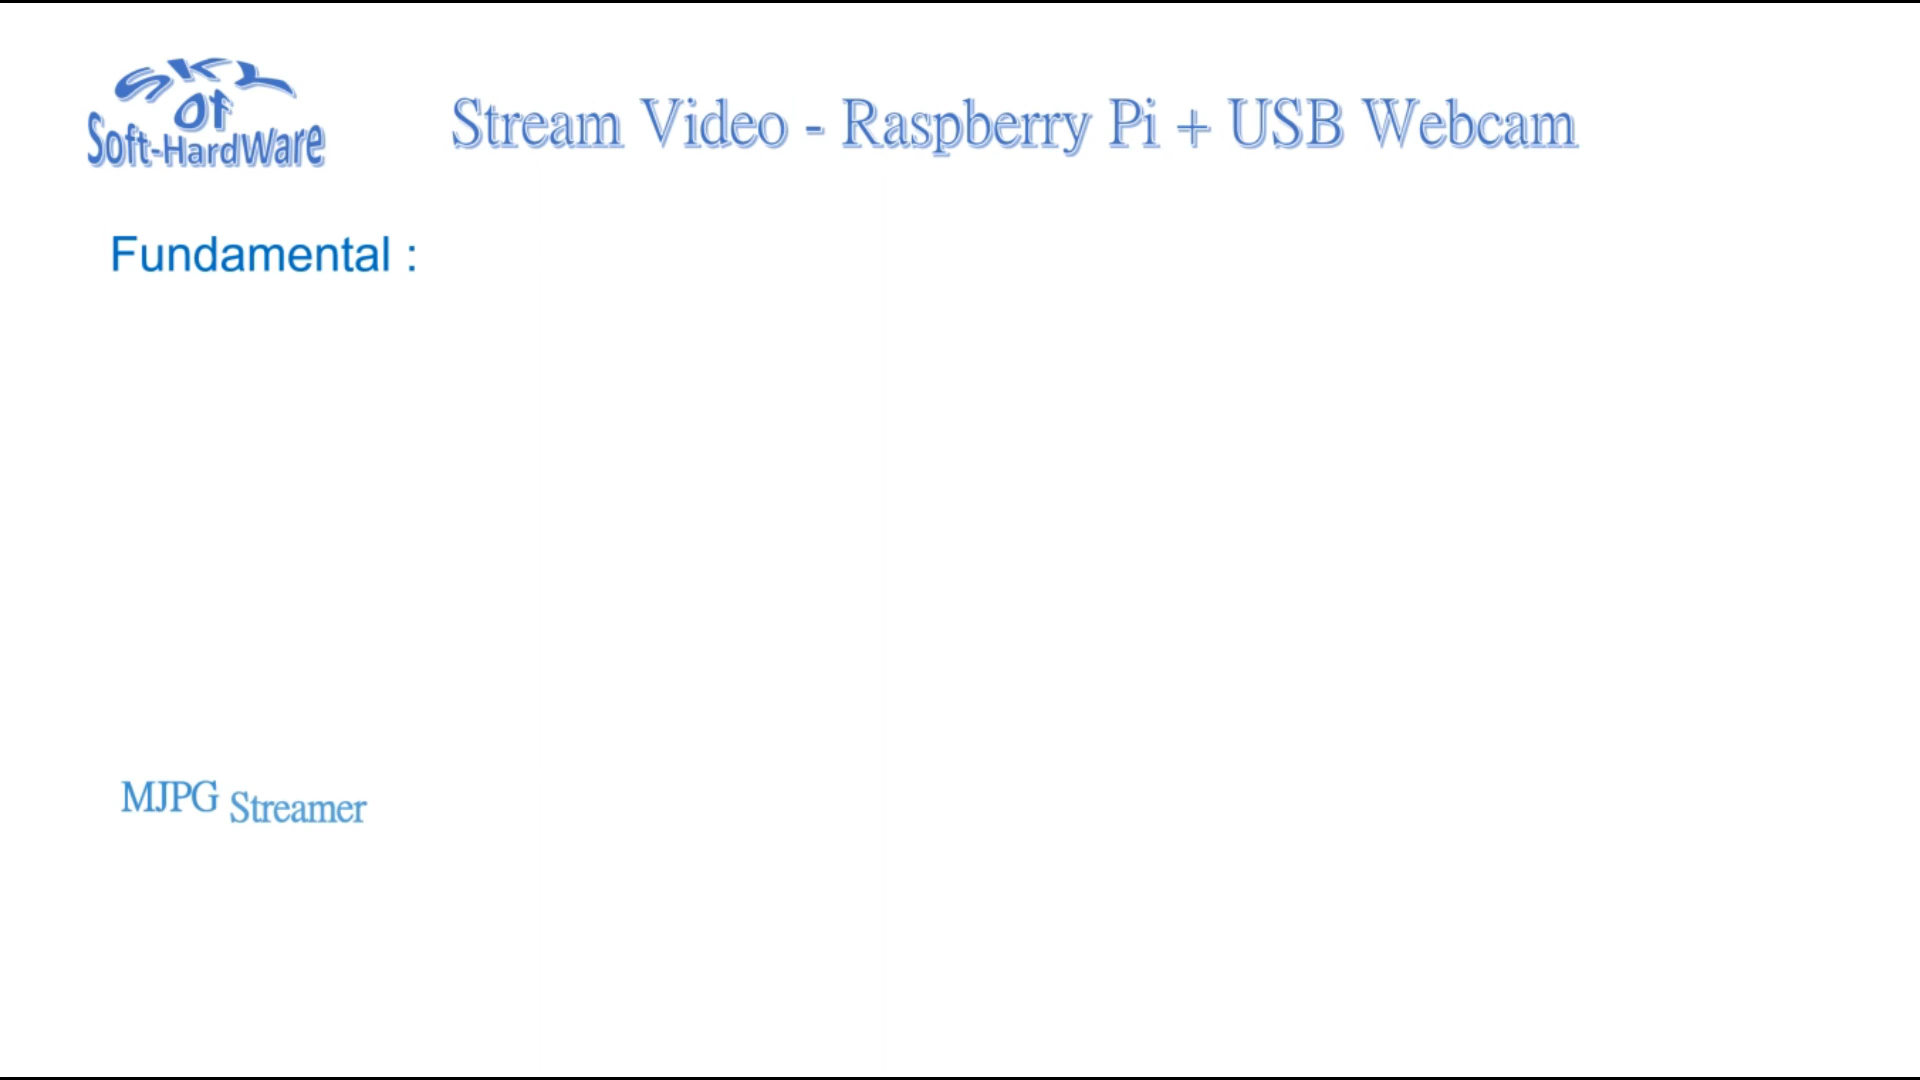 SKY
Of
Soft-HardWare
Stream Video - Raspberry Pi + USB Webcam
Fundamental :
MJPG Streamer